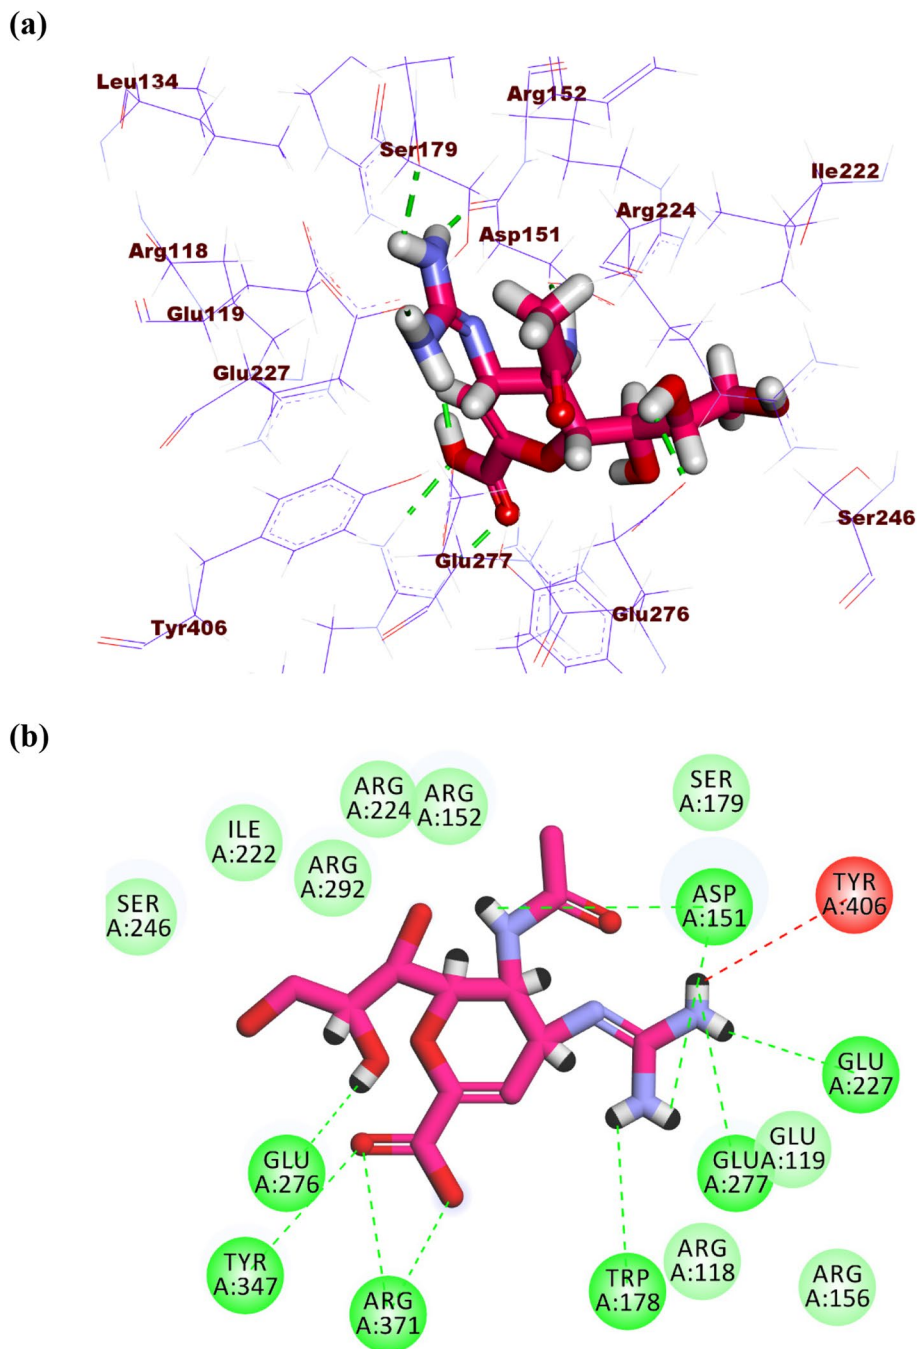 (a)
Leu134
Arg152
Ser179
Ile222
Arg224
Asp151
Arg118
Glu119
Glu227
Ser246
Glu277
Glu276
Tyr406
(b)
ARG
A:224
ARG
A:152
SER
A:179
ILE
A:222
ARG
A:292
SER
A:246
ASP
A:151
TYR
A:406
GLU
A:227
GLU
A:119
GLU
A:277
GLU
A:276
TYR
A:347
ARG
A:371
TRP
A:178
ARG
A:118
ARG
A:156